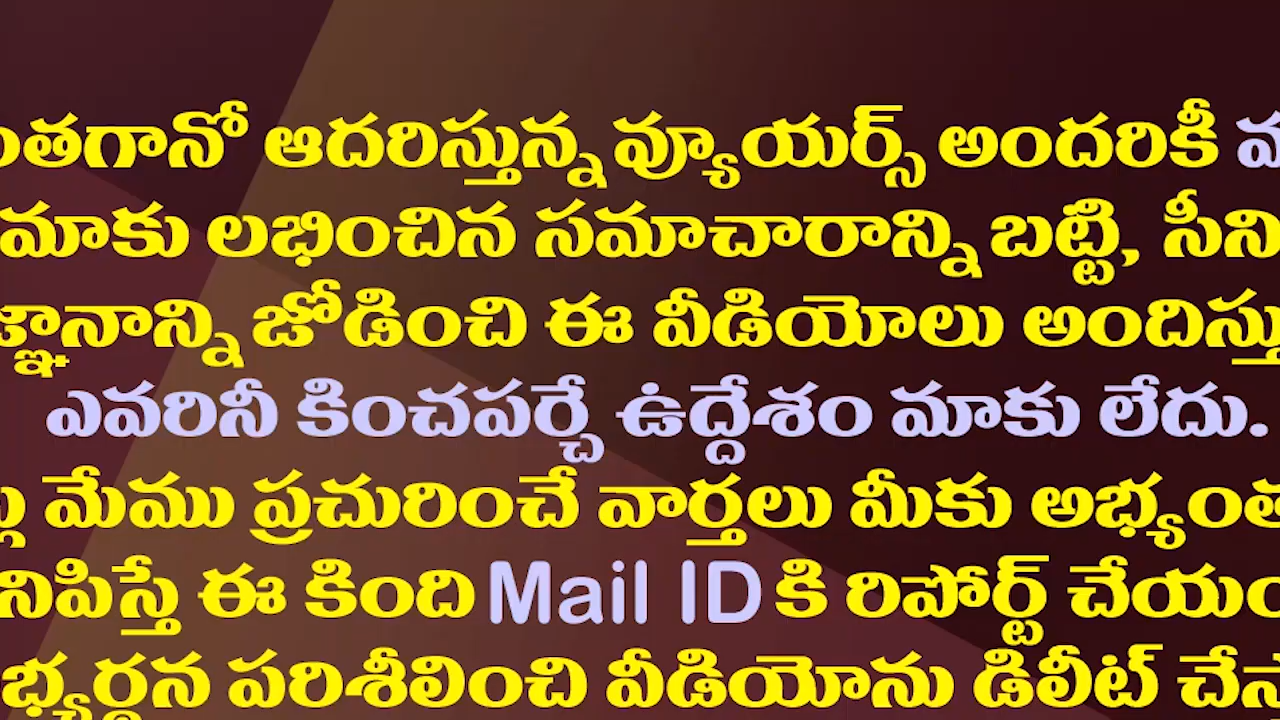 ంతగానో ఆదరిస్తున్న వ్యూయర్స్ అందరికీ
మాకు లభించిన సమాచారాన్ని బట్టి, సీని
జ్ఞానాన్ని జోడించి ఈ వీడియోలు అందిస్తు
ఎవరినీ కించపర్చే ఉద్దేశం మాకు లేదు.
మేము ప్రచురించే వార్తలు మీకు అభ్యంత
నిపిస్తే ఈ కింది Mail ID కి రిపోర్ట్ చేయం
భ్యర్థన పరిశీలించి వీడియోను డిలీట్ చేస